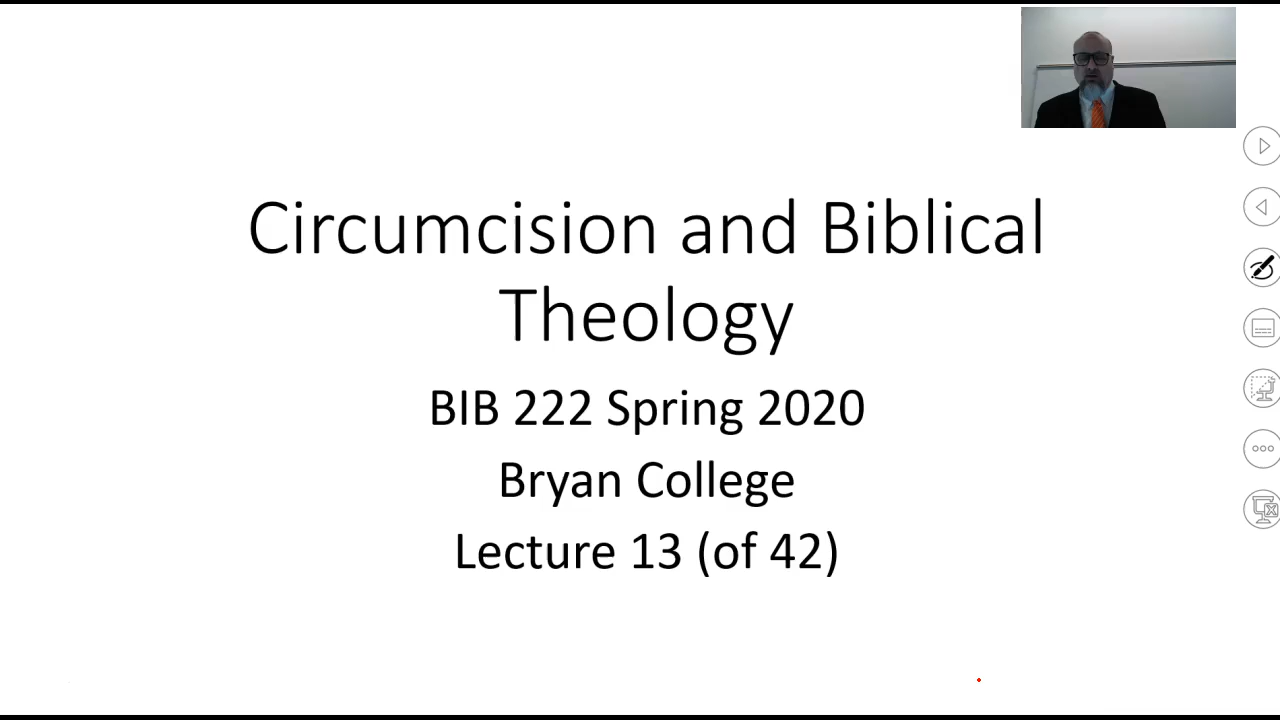 Circumcision and Biblical
Theology
BIB 222 Spring 2020
Bryan College
Lecture 13 (of 42)